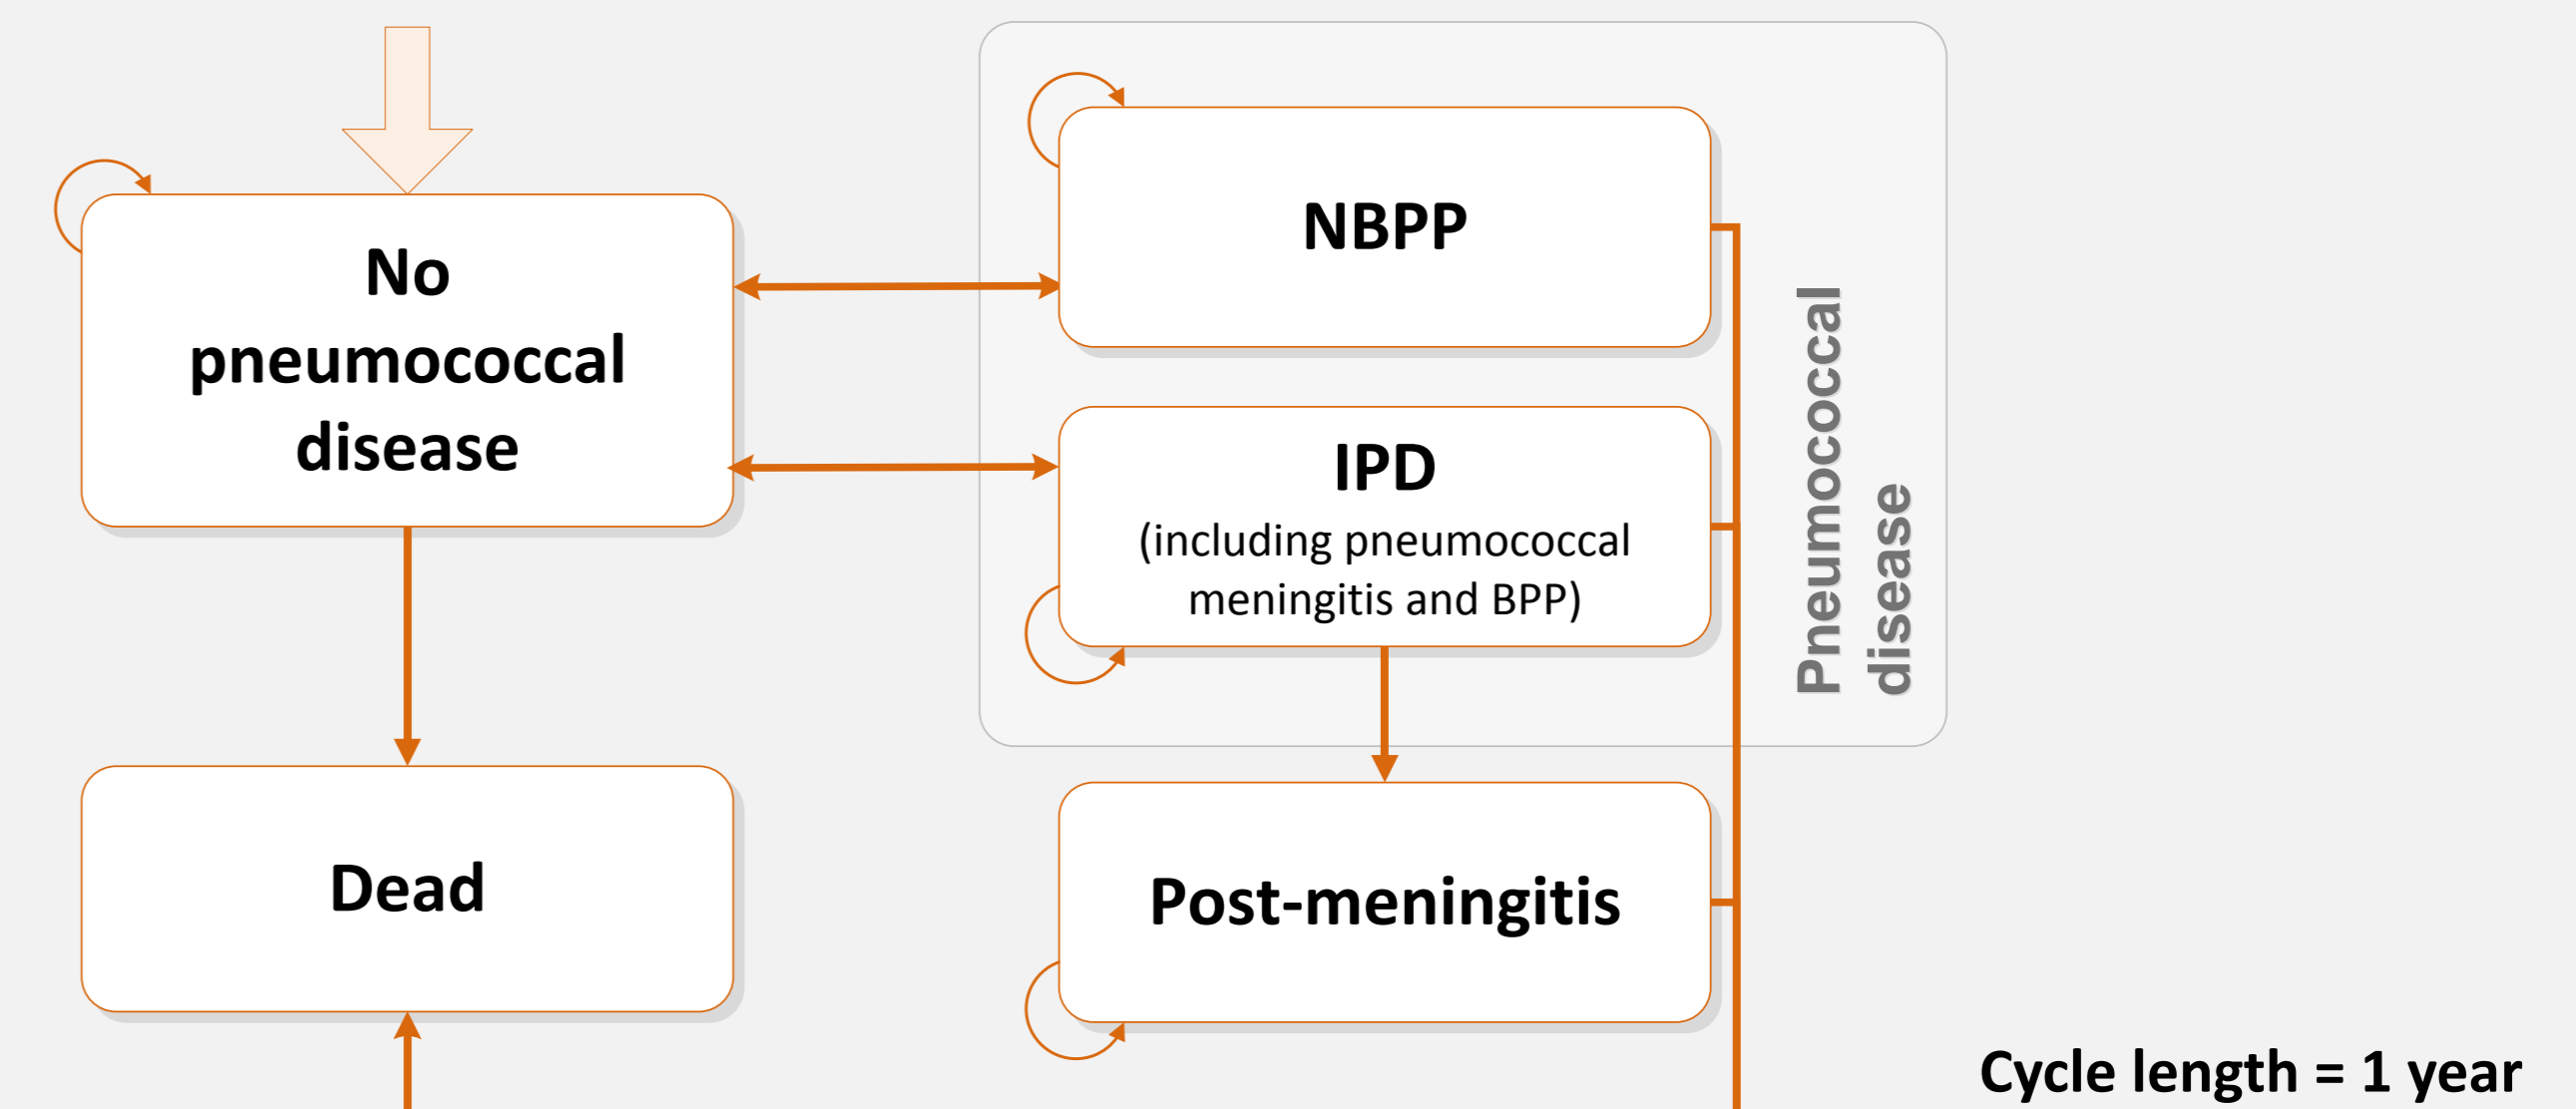 No
pneumococcal
disease
NBPP
IPD
(including pneumococcal
meningitis and BPP)
Pneumococcal
disease
Dead
Post-meningitis
Cycle length = 1 year